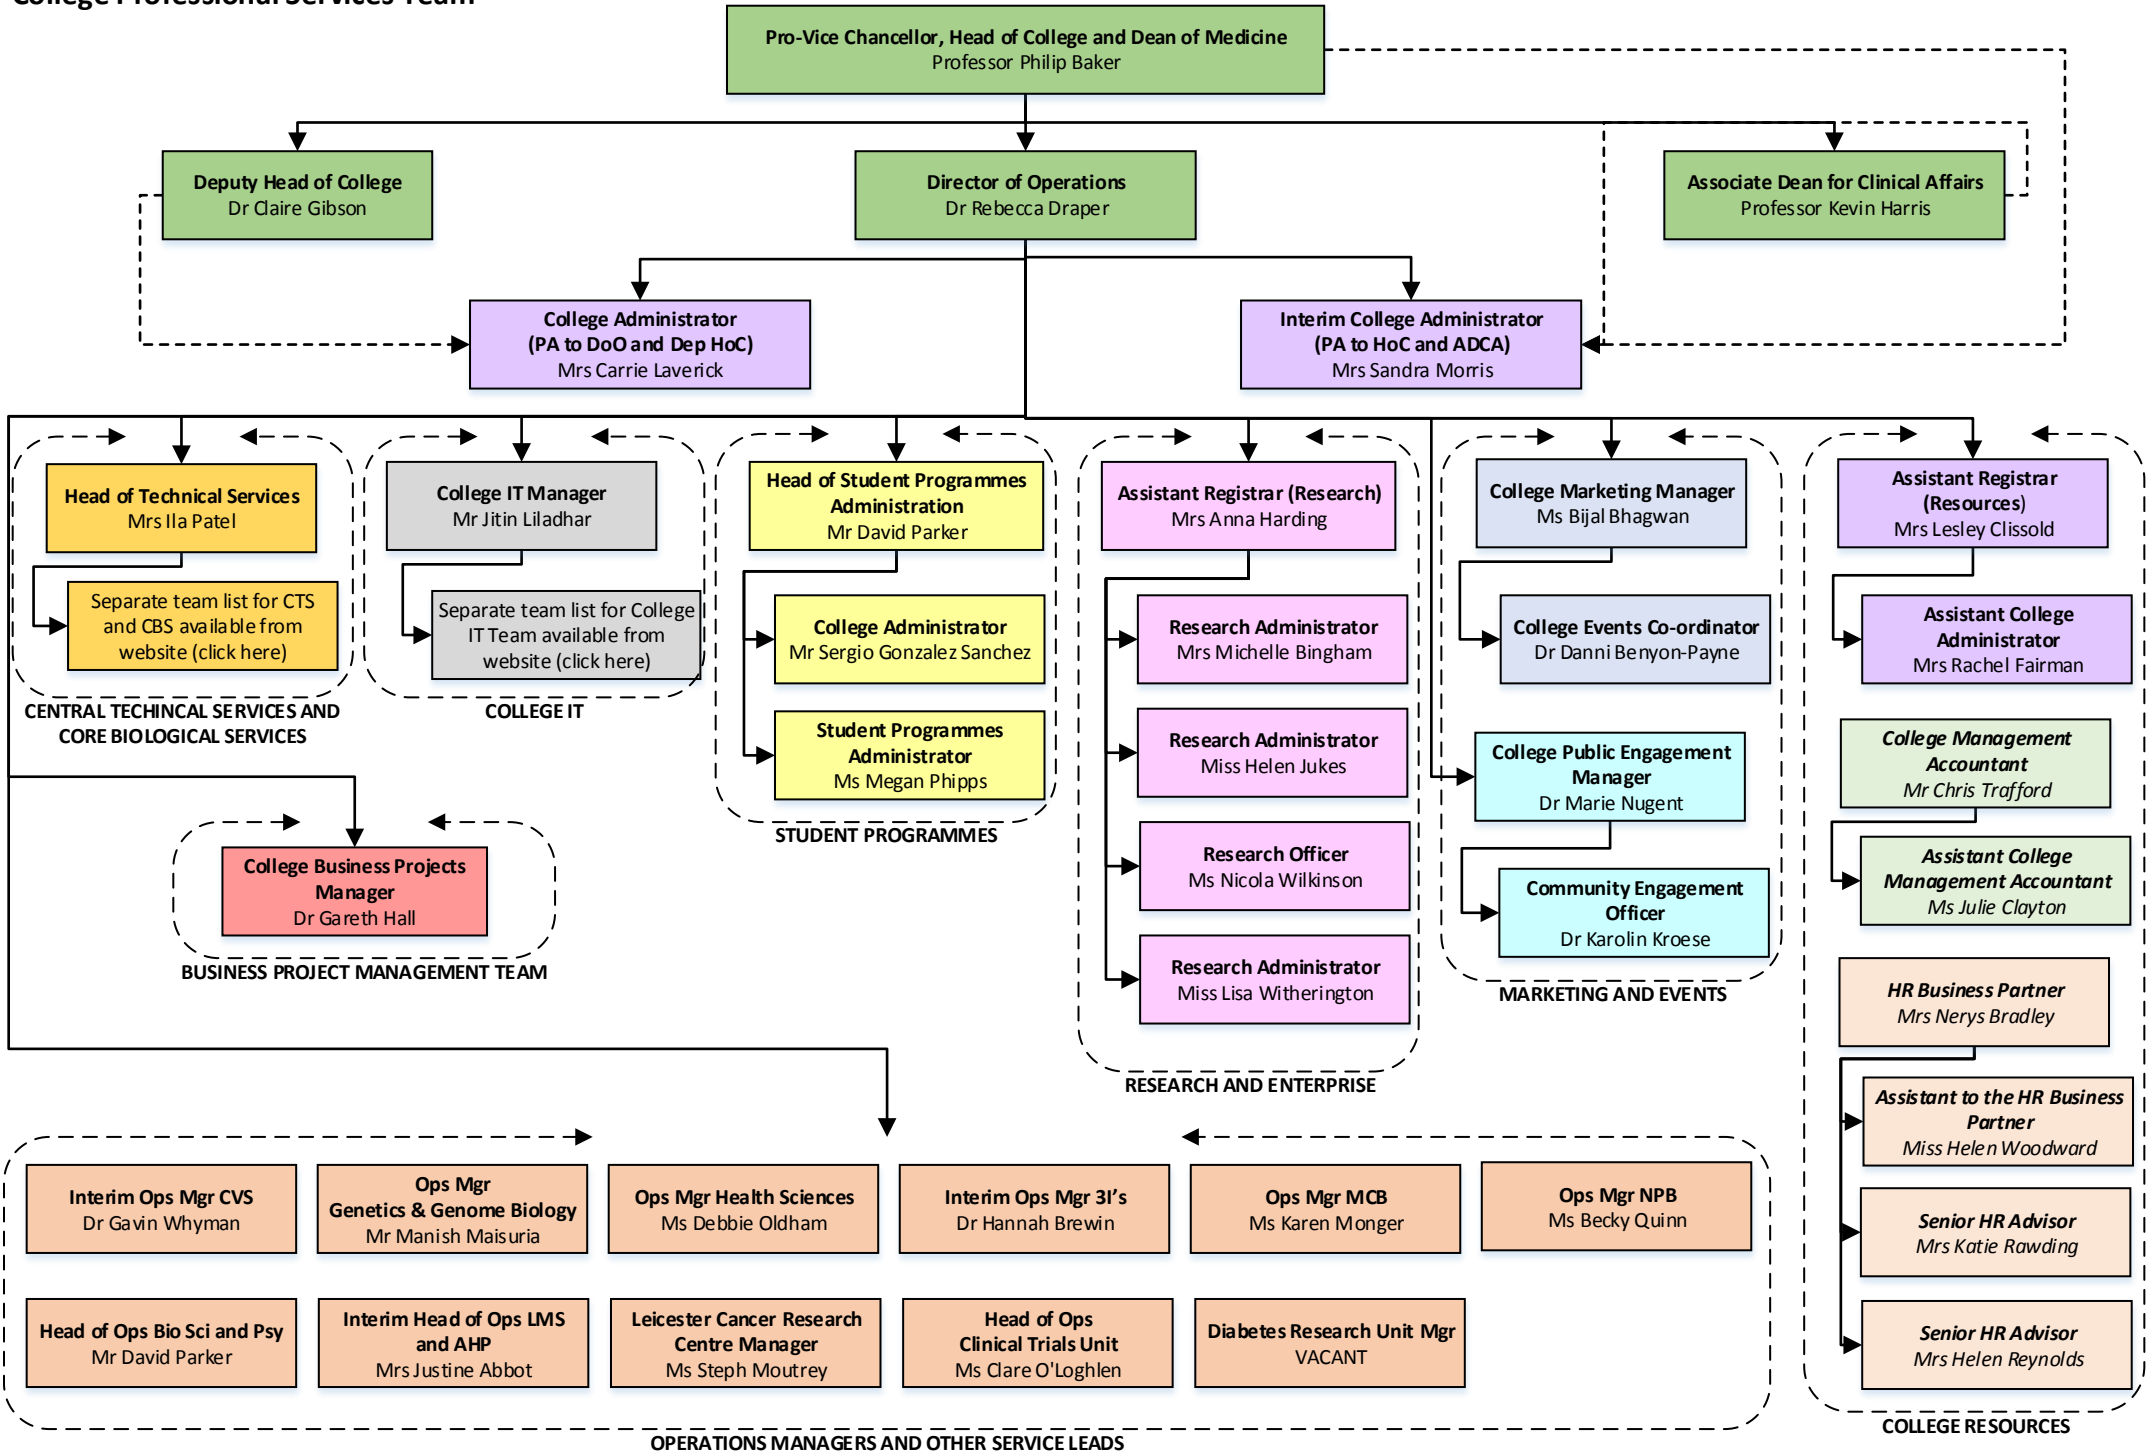 College Professional Services Team
Pro-Vice Chancellor, Head of College and Dean of Medicine
Professor Philip Baker
Deputy Head of College
Dr Claire Gibson
Director of Operations
Dr Rebecca Draper
Associate Dean for Clinical Affairs
Professor Kevin Harris
College Administrator
(PA to DoO and Dep HoC)
Mrs Carrie Laverick
Interim College Administrator
(PA to HoC and ADCA)
Mrs Sandra Morris
Head of Technical Services
Mrs Ila Patel
Separate team list for CTS
and CBS available from
website (click here)
CENTRAL TECHINCAL SERVICES AND
CORE BIOLOGICAL SERVICES
College IT Manager
Mr Jitin Liladhar
Separate team list for College
IT Team available from
website (click here)
COLLEGE IT
Head of Student Programmes
Administration
Mr David Parker
College Administrator
Mr Sergio Gonzalez Sanchez
Student Programmes
Administrator
Ms Megan Phipps
STUDENT PROGRAMMES
Assistant Registrar (Research)
Mrs Anna Harding
Research Administrator
Mrs Michelle Bingham
Research Administrator
Miss Helen Jukes
Research Officer
Ms Nicola Wilkinson
Research Administrator
Miss Lisa Witherington
RESEARCH AND ENTERPRISE
College Marketing Manager
Ms Bijal Bhagwan
College Events Co-ordinator
Dr Danni Benyon-Payne
College Public Engagement
Manager
Dr Marie Nugent
Community Engagement
Officer
Dr Karolin Kroese
MARKETING AND EVENTS
Assistant Registrar
(Resources)
Mrs Lesley Clissold
Assistant College
Administrator
Mrs Rachel Fairman
College Management
Accountant
Mr Chris Trafford
Assistant College
Management Accountant
Ms Julie Clayton
HR Business Partner
Mrs Nerys Bradley
Assistant to the HR Business
Partner
Miss Helen Woodward
Senior HR Advisor
Mrs Katie Rawding
Senior HR Advisor
Mrs Helen Reynolds
COLLEGE RESOURCES
College Business Projects
Manager
Dr Gareth Hall
BUSINESS PROJECT MANAGEMENT TEAM
Interim Ops Mgr CVS
Dr Gavin Whyman
Ops Mgr
Genetics & Genome Biology
Mr Manish Maisuria
Ops Mgr Health Sciences
Ms Debbie Oldham
Interim Ops Mgr 3I’s
Dr Hannah Brewin
Ops Mgr MCB
Ms Karen Monger
Ops Mgr NPB
Ms Becky Quinn
Head of Ops Bio Sci and Psy
Mr David Parker
Interim Head of Ops LMS
and AHP
Mrs Justine Abbot
Leicester Cancer Research
Centre Manager
Ms Steph Moutrey
Head of Ops
Clinical Trials Unit
Ms Clare O'Loghlen
Diabetes Research Unit Mgr
VACANT
OPERATIONS MANAGERS AND OTHER SERVICE LEADS